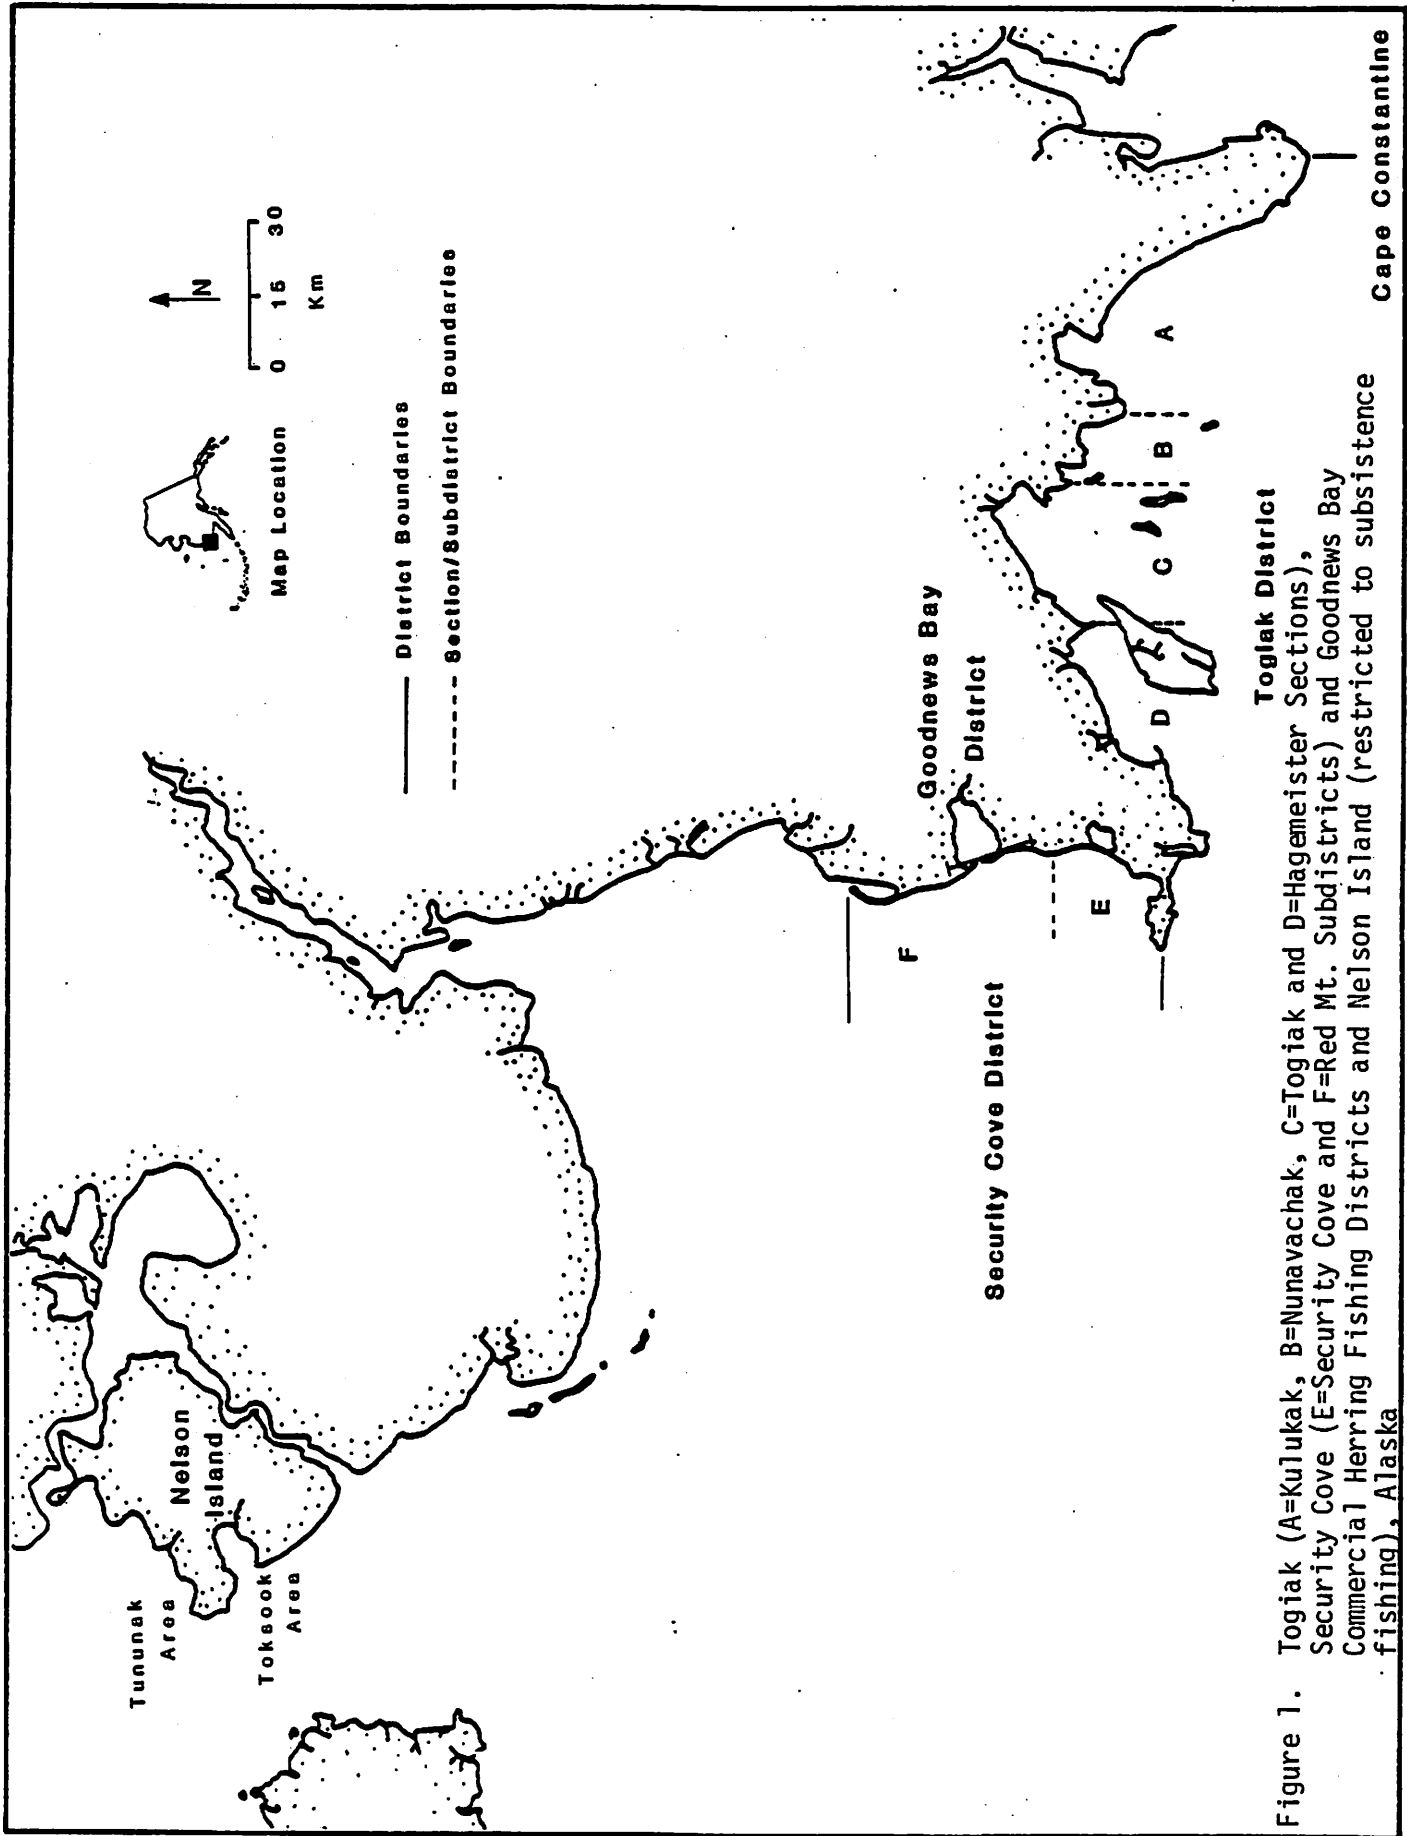 Tununak
Area
Nelson
Island
Toksook
Area
Map Location
N
0 15 30
Km
District Boundaries
Section/Subdistrict Boundaries
Goodnews Bay
District
Security Cove District
F
E
D
C
B
A
Togiak District
Cape Constantine
Figure 1. Togiak (A=Kulukak, B=Nunavachak, C=Togiak and D=Hagemeister Sections),
Security Cove (E=Security Cove and F=Red Mt. Subdistricts) and Goodnews Bay
Commercial Herring Fishing Districts and Nelson Island (restricted to subsistence
fishing), Alaska